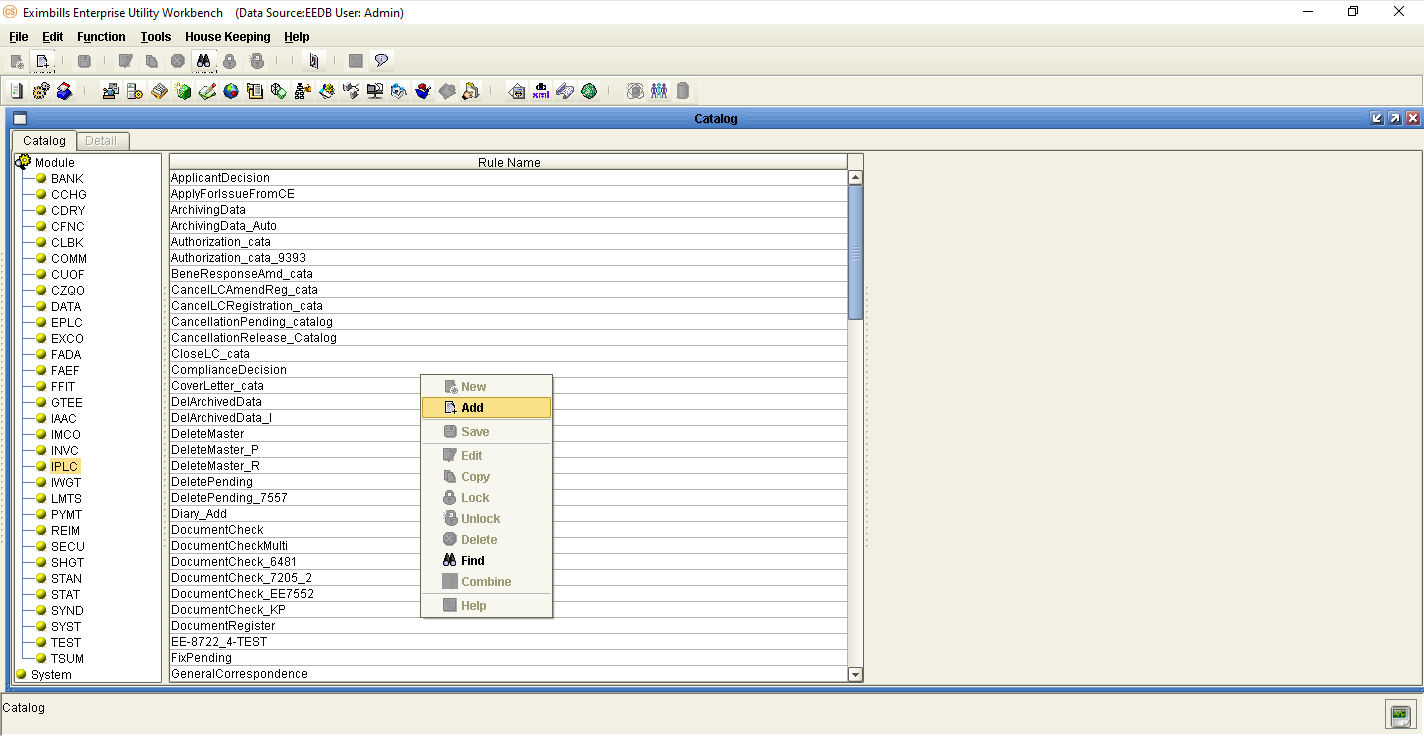 Eximbills Enterprise Utility Workbench (Data Source:EEDB User: Admin)
File Edit Function Tools House Keeping Help
Catalog
Catalog Detail
Module
BANK
CCHG
CDRY
CFNC
CLBK
COMM
CUOF
CZQO
DATA
EPLC
EXCO
FADA
FAEF
FFIT
GTEE
IAAC
IMCO
INVC
IPLC
IWGT
LMTS
PYMT
REIM
SECU
SHGT
STAN
STAT
SYND
SYST
TEST
TSUM
System
Rule Name
ApplicantDecision
ApplyForIssueFromCE
ArchivingData
ArchivingData_Auto
Authorization_cata
Authorization_cata_9393
BeneResponseAmd_cata
CancelLCAmendReg_cata
CancelLCRegistration_cata
CancellationPending_catalog
CancellationRelease_Catalog
CloseLC_cata
ComplianceDecision
CoverLetter_cata
DelArchivedData
DelArchivedData_I
DeleteMaster
DeleteMaster_P
DeleteMaster_R
DeletePending
DeletePending_7557
Diary_Add
DocumentCheck
DocumentCheckMulti
DocumentCheck_6481
DocumentCheck_7205_2
DocumentCheck_EE7552
DocumentCheck_KP
DocumentRegister
EE-8722_4-TEST
FixPending
GeneralCorrespondence
New
Add
Save
Edit
Copy
Lock
Unlock
Delete
Find
Combine
Help
Catalog